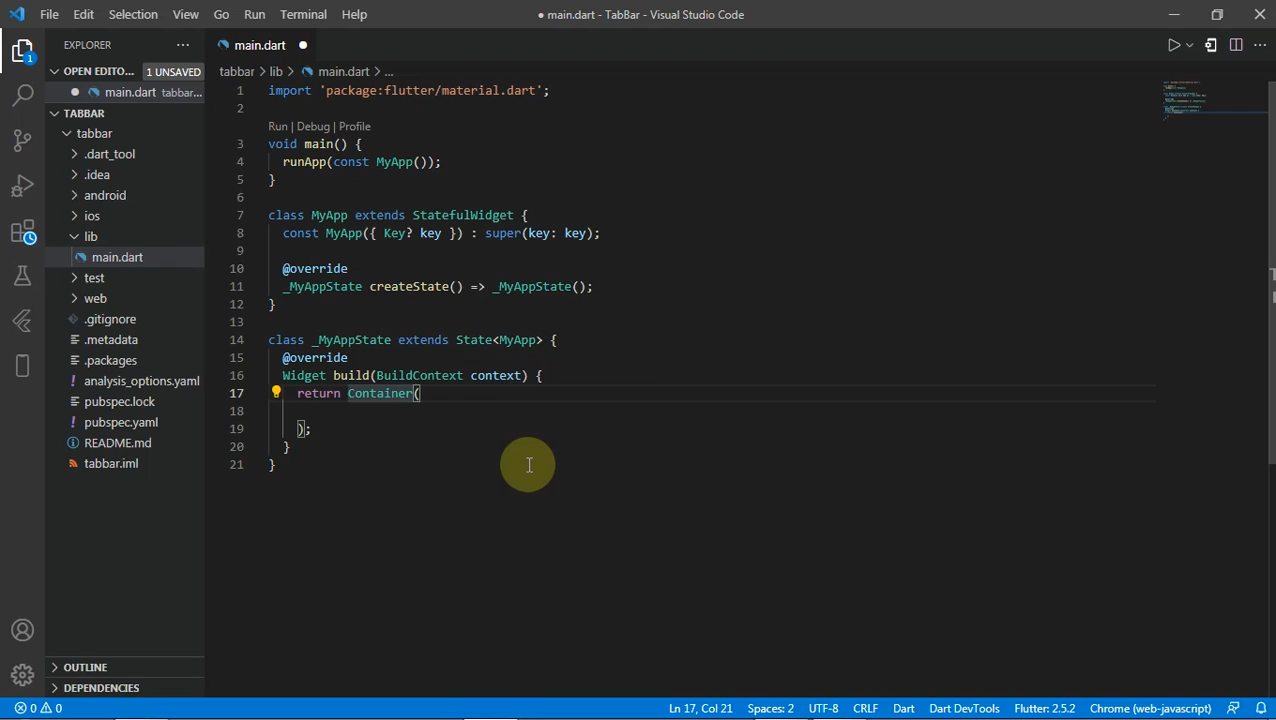 File Edit Selection View Go Run Terminal Help
● main.dart - TabBar - Visual Studio Code
EXPLORER
OPEN EDITO... 1 UNSAVED
main.dart tabbar...
TABBAR
tabbar
.dart_tool
.idea
android
ios
lib
main.dart
test
web
.gitignore
.metadata
.packages
analysis_options.yaml
pubspec.lock
pubspec.yaml
README.md
tabbar.iml
OUTLINE
DEPENDENCIES
1
main.dart
tabbar > lib > main.dart > ...
1 import 'package:flutter/material.dart';
2
Run | Debug | Profile
3 void main() {
4 runApp(const MyApp());
5 }
6
7 class MyApp extends StatefulWidget {
8 const MyApp({ Key? key }) : super(key: key);
9
10 @override
11 _MyAppState createState() => _MyAppState();
12 }
13
14 class _MyAppState extends State<MyApp> {
15 @override
16 Widget build(BuildContext context) {
17 return Container(
18
19 );
20 }
21 }
0 0
Ln 17, Col 21 Spaces: 2 UTF-8 CRLF Dart Dart DevTools Flutter: 2.5.2 Chrome (web-javascript)